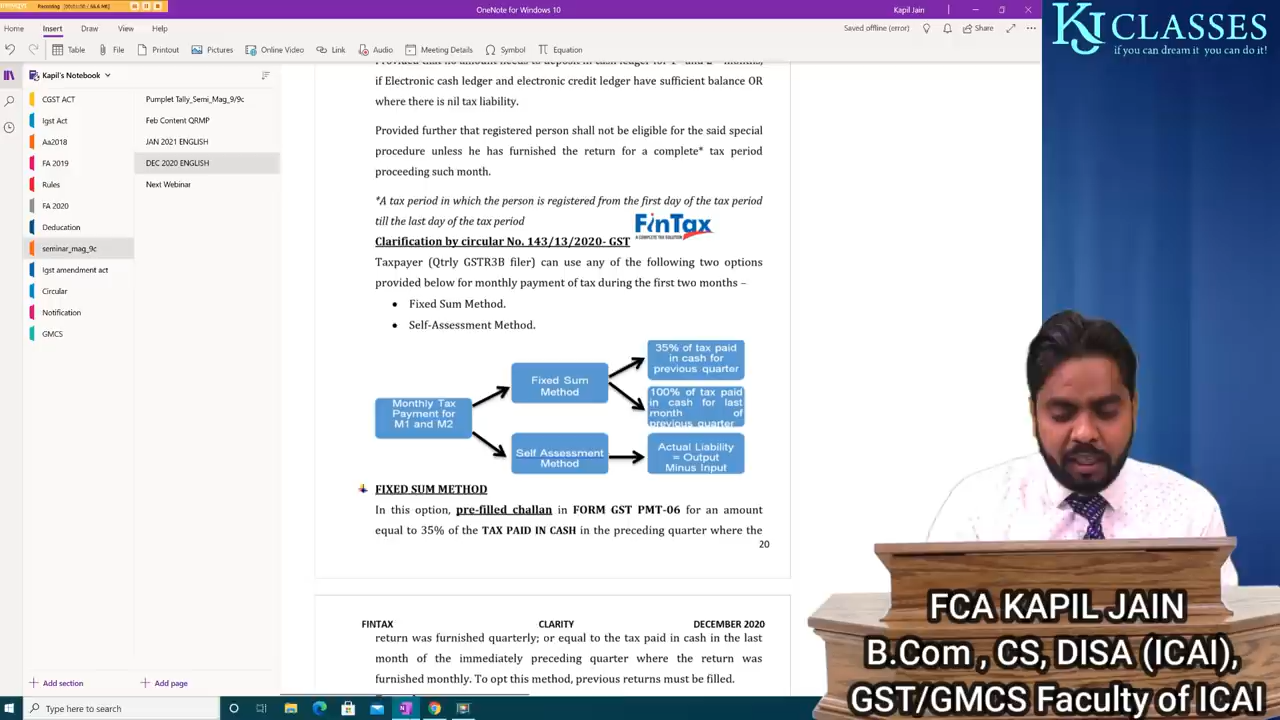 Recording
OneNote for Windows 10
Kapil Jain
Home Insert Draw View Help
Saved offline (error) Share
Table File Printout Pictures Online Video Link Audio Meeting Details Symbol Equation
Kapil's Notebook
CGST ACT
Igst Act
Aa2018
FA 2019
Rules
FA 2020
Deducation
seminar_mag_9c
Igst amendment act
Circular
Notification
GMCS
Add section
Pumplet Tally_Semi_Mag_9/9c
Feb Content QRMP
JAN 2021 ENGLISH
DEC 2020 ENGLISH
Next Webinar
Add page
if Electronic cash ledger and electronic credit ledger have sufficient balance OR
where there is nil tax liability.
Provided further that registered person shall not be eligible for the said special
procedure unless he has furnished the return for a complete* tax period
proceeding such month.
*A tax period in which the person is registered from the first day of the tax period
till the last day of the tax period
FinTax
A COMPLETE TAX SOLUTION
Clarification by circular No. 143/13/2020- GST
Taxpayer (Qtrly GSTR3B filer) can use any of the following two options
provided below for monthly payment of tax during the first two months –
• Fixed Sum Method.
• Self-Assessment Method.
Monthly Tax
Payment for
M1 and M2
Fixed Sum
Method
35% of tax paid
in cash for
previous quarter
100% of tax paid
in cash for last
month of
previous quarter
Self Assessment
Method
Actual Liability
= Output
Minus Input
FIXED SUM METHOD
In this option, pre-filled challan in FORM GST PMT-06 for an amount
equal to 35% of the TAX PAID IN CASH in the preceding quarter where the
20
FINTAX CLARITY DECEMBER 2020
return was furnished quarterly; or equal to the tax paid in cash in the last
month of the immediately preceding quarter where the return was
furnished monthly. To opt this method, previous returns must be filled.
Type here to search
KJ CLASSES
if you can dream it you can do it!
FCA KAPIL JAIN
B.Com , CS, DISA (ICAI),
GST/GMCS Faculty of ICAI